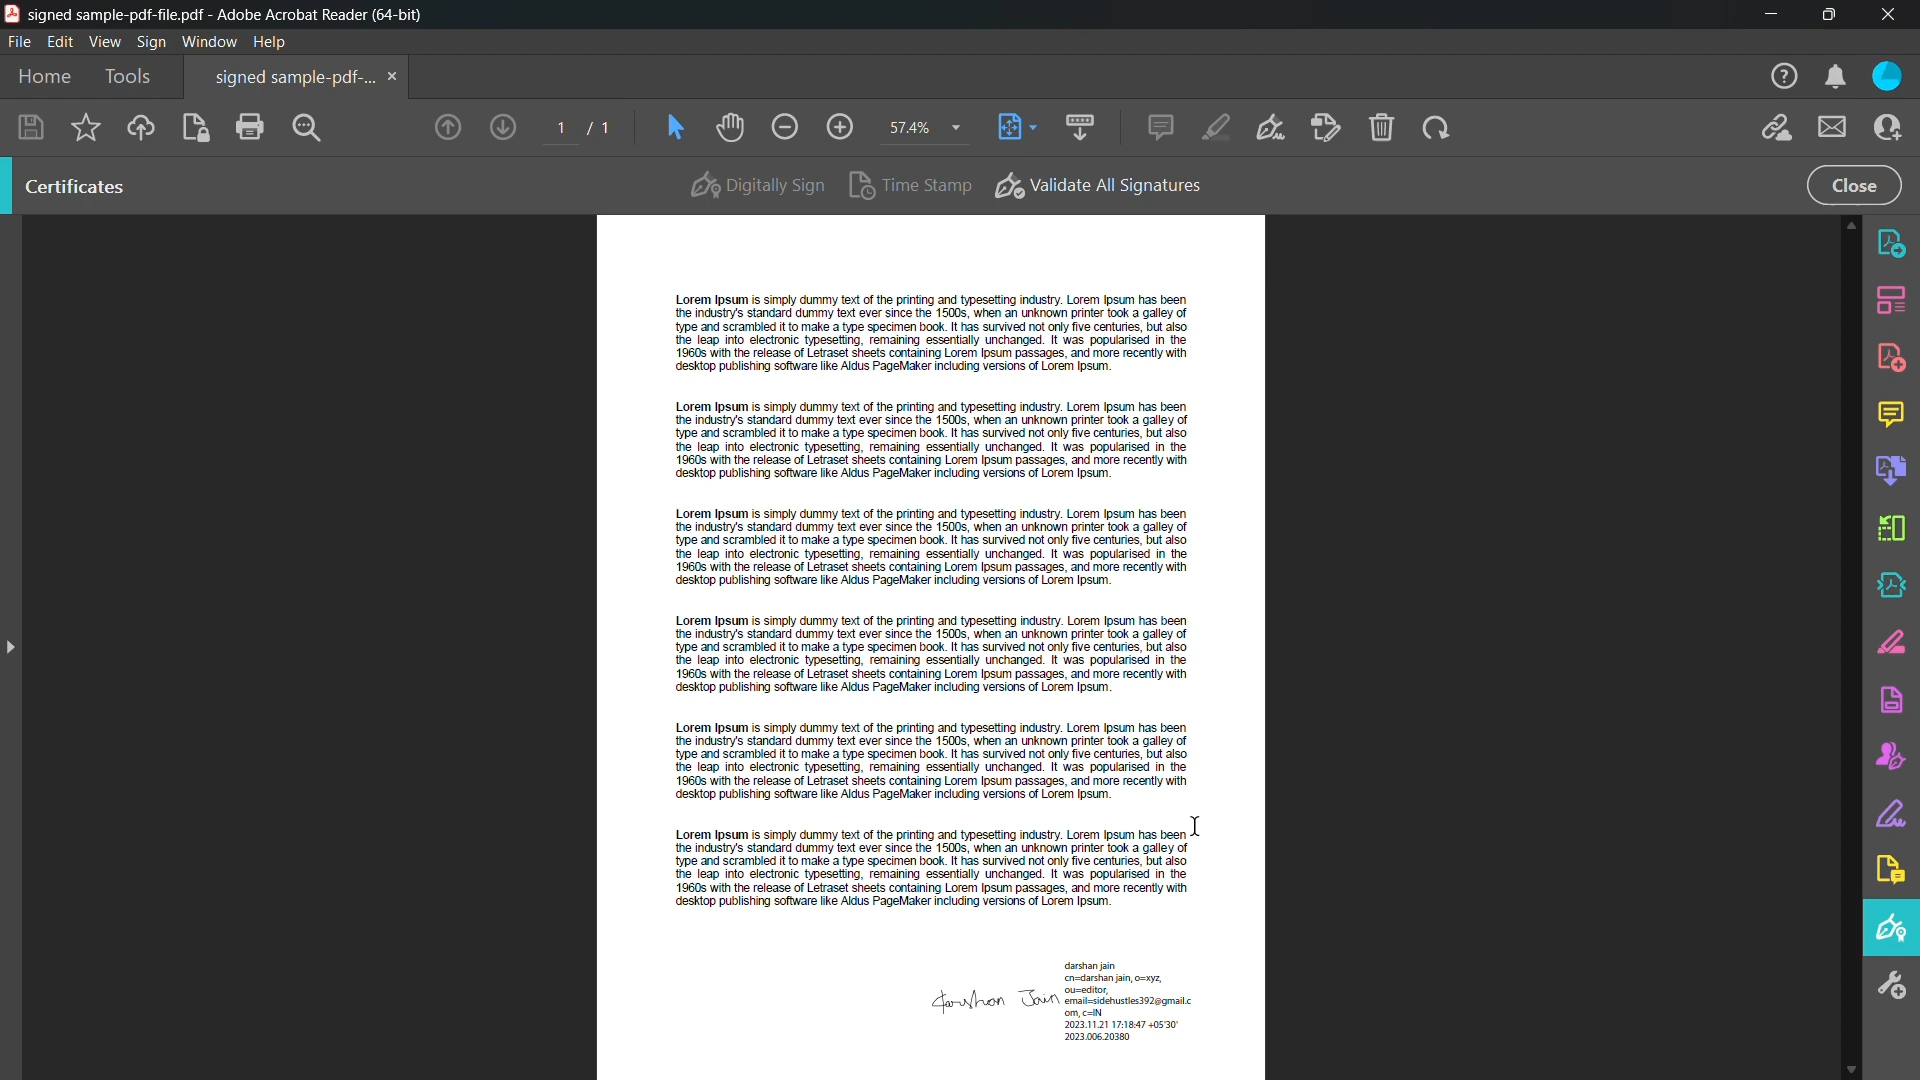 signed sample-pdf-file.pdf - Adobe Acrobat Reader (64-bit)
File Edit View Sign Window Help
Home Tools signed sample-pdf-... ×
1 / 1 57.4%
Certificates Digitally Sign Time Stamp Validate All Signatures Close
Lorem Ipsum is simply dummy text of the printing and typesetting industry. Lorem Ipsum has been
the industry's standard dummy text ever since the 1500s, when an unknown printer took a galley of
type and scrambled it to make a type specimen book. It has survived not only five centuries, but also
the leap into electronic typesetting, remaining essentially unchanged. It was popularised in the
1960s with the release of Letraset sheets containing Lorem Ipsum passages, and more recently with
desktop publishing software like Aldus PageMaker including versions of Lorem Ipsum.
Lorem Ipsum is simply dummy text of the printing and typesetting industry. Lorem Ipsum has been
the industry's standard dummy text ever since the 1500s, when an unknown printer took a galley of
type and scrambled it to make a type specimen book. It has survived not only five centuries, but also
the leap into electronic typesetting, remaining essentially unchanged. It was popularised in the
1960s with the release of Letraset sheets containing Lorem Ipsum passages, and more recently with
desktop publishing software like Aldus PageMaker including versions of Lorem Ipsum.
Lorem Ipsum is simply dummy text of the printing and typesetting industry. Lorem Ipsum has been
the industry's standard dummy text ever since the 1500s, when an unknown printer took a galley of
type and scrambled it to make a type specimen book. It has survived not only five centuries, but also
the leap into electronic typesetting, remaining essentially unchanged. It was popularised in the
1960s with the release of Letraset sheets containing Lorem Ipsum passages, and more recently with
desktop publishing software like Aldus PageMaker including versions of Lorem Ipsum.
Lorem Ipsum is simply dummy text of the printing and typesetting industry. Lorem Ipsum has been
the industry's standard dummy text ever since the 1500s, when an unknown printer took a galley of
type and scrambled it to make a type specimen book. It has survived not only five centuries, but also
the leap into electronic typesetting, remaining essentially unchanged. It was popularised in the
1960s with the release of Letraset sheets containing Lorem Ipsum passages, and more recently with
desktop publishing software like Aldus PageMaker including versions of Lorem Ipsum.
Lorem Ipsum is simply dummy text of the printing and typesetting industry. Lorem Ipsum has been
the industry's standard dummy text ever since the 1500s, when an unknown printer took a galley of
type and scrambled it to make a type specimen book. It has survived not only five centuries, but also
the leap into electronic typesetting, remaining essentially unchanged. It was popularised in the
1960s with the release of Letraset sheets containing Lorem Ipsum passages, and more recently with
desktop publishing software like Aldus PageMaker including versions of Lorem Ipsum.
Lorem Ipsum is simply dummy text of the printing and typesetting industry. Lorem Ipsum has been
the industry's standard dummy text ever since the 1500s, when an unknown printer took a galley of
type and scrambled it to make a type specimen book. It has survived not only five centuries, but also
the leap into electronic typesetting, remaining essentially unchanged. It was popularised in the
1960s with the release of Letraset sheets containing Lorem Ipsum passages, and more recently with
desktop publishing software like Aldus PageMaker including versions of Lorem Ipsum.
darshan Jain
darshan jain
cn=darshan jain, o=xyz,
ou=editor,
email=sidehustles392@gmail.c
om, c=IN
2023.11.21 17:18:47 +05'30'
2023.006.20380